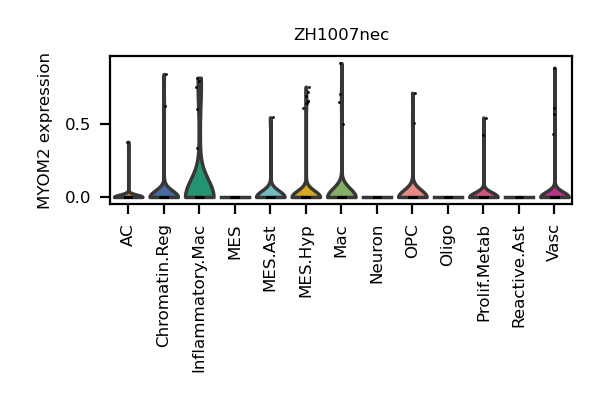 ZH1007nec
MYOM2 expression
0.5
0.0
AC
Chromatin.Reg
Inflammatory.Mac
MES
MES.Ast
MES.Hyp
Mac
Neuron
OPC
Oligo
Prolif.Metab
Reactive.Ast
Vasc